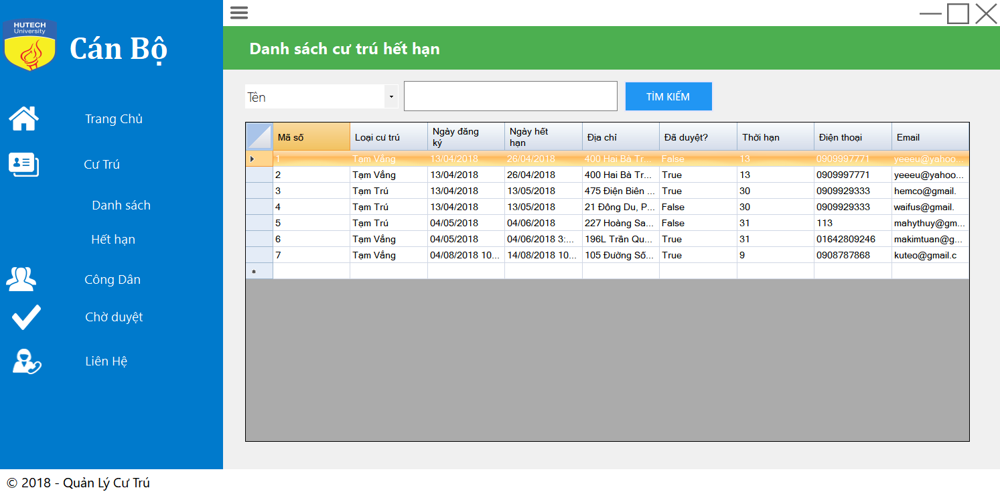 HUTECH
University
Cán Bộ
Trang Chủ
Cư Trú
Danh sách
Hết hạn
Công Dân
Chờ duyệt
Liên Hệ
Danh sách cư trú hết hạn
Tên
TÌM KIẾM
Mã số Loại cư trú Ngày đăng ký Ngày hết hạn Địa chỉ Đã duyệt? Thời hạn Điện thoại Email
1 Tạm Vắng 13/04/2018 26/04/2018 400 Hai Bà Tr... False 13 0909997771 yeeeu@yahoo...
2 Tạm Vắng 13/04/2018 26/04/2018 400 Hai Bà Tr... True 13 0909997771 yeeeu@yahoo...
3 Tạm Trú 13/04/2018 13/05/2018 475 Điện Biên ... True 30 0909929333 hemco@gmail.
4 Tạm Trú 13/04/2018 13/05/2018 21 Đông Du, P... False 30 0909929333 waifus@gmail.
5 Tạm Trú 04/05/2018 04/06/2018 227 Hoàng Sa... False 31 113 mahythuy@gm...
6 Tạm Vắng 04/05/2018 04/06/2018 3:... 196L Trần Qu... True 31 01642809246 makimtuan@g...
7 Tạm Vắng 04/08/2018 10... 14/08/2018 10... 105 Đường Số... True 9 0908787868 kuteo@gmail.c
© 2018 - Quản Lý Cư Trú